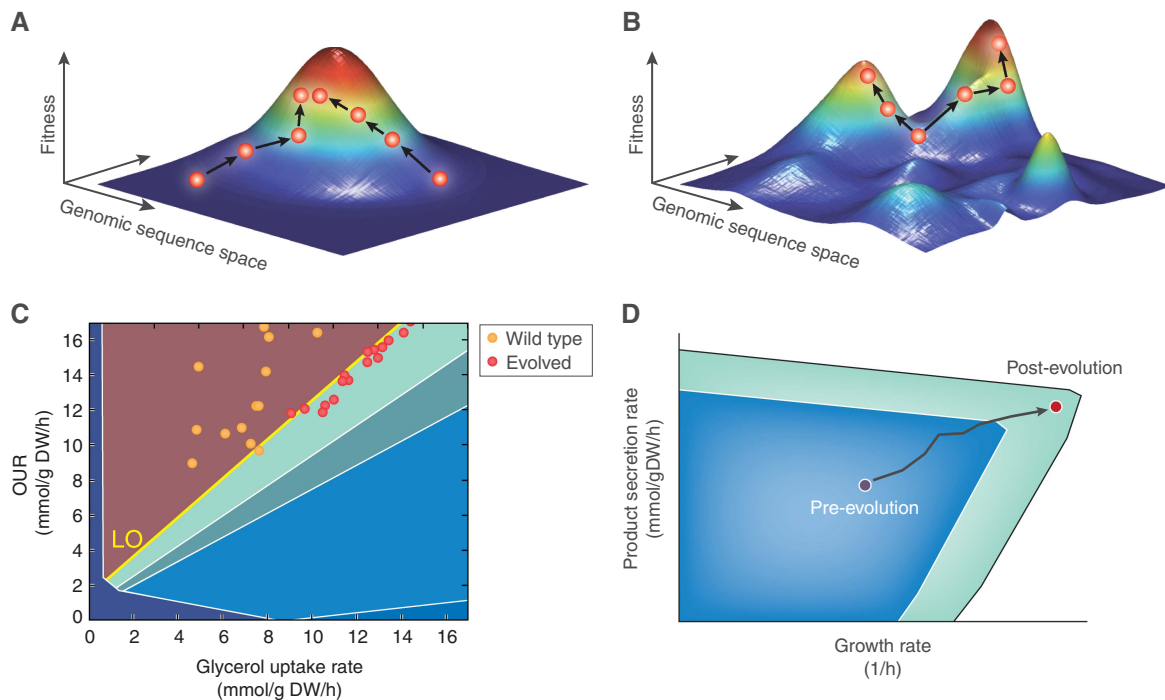 A
Fitness
Genomic sequence space
B
Fitness
Genomic sequence space
C
OUR
(mmol/g DW/h)
16
14
12
10
8
6
4
2
0
LO
0 2 4 6 8 10 12 14 16
Glycerol uptake rate
(mmol/g DW/h)
Wild type
Evolved
D
Product secretion rate
(mmol/gDW/h)
Post-evolution
Pre-evolution
Growth rate
(1/h)